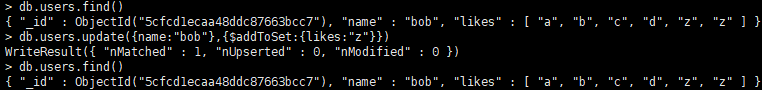 > db.users.find()
{ "_id" : ObjectId("5cfcd1ecaa48ddc87663bcc7"), "name" : "bob", "likes" : [ "a", "b", "c", "d", "z", "z" ] }
> db.users.update({name:"bob"},{$addToSet:{likes:"z"}})
WriteResult({ "nMatched" : 1, "nUpserted" : 0, "nModified" : 0 })
> db.users.find()
{ "_id" : ObjectId("5cfcd1ecaa48ddc87663bcc7"), "name" : "bob", "likes" : [ "a", "b", "c", "d", "z", "z" ] }